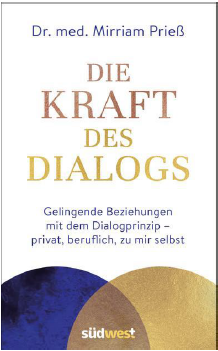 Dr. med. Mirriam Prieß
DIE
KRAFT
DES
DIALOGS
Gelingende Beziehungen
mit dem Dialogprinzip –
privat, beruflich, zu mir selbst
südwest